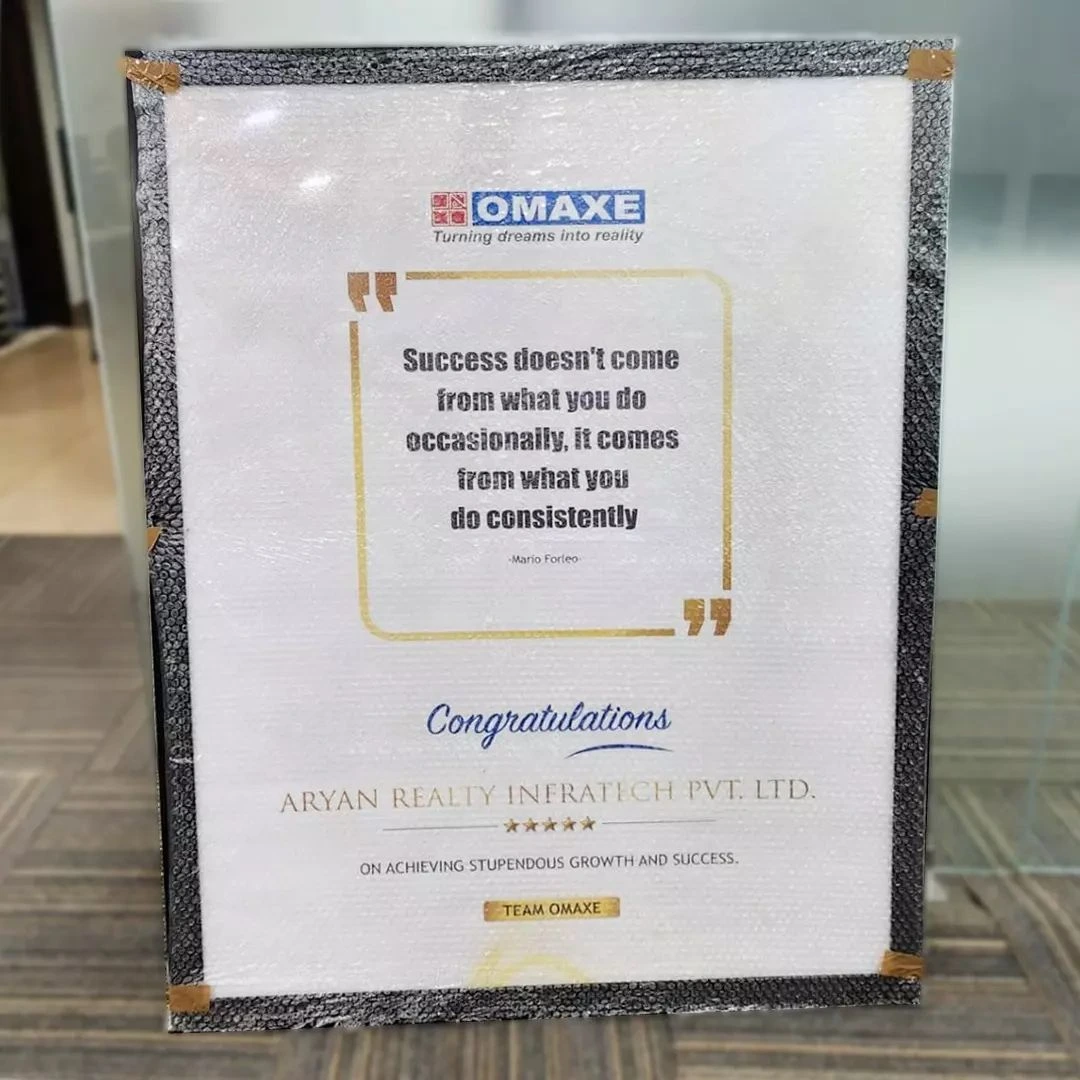 OMAXE
Turning dreams into reality
"
Success doesn't come
from what you do
occasionally, it comes
from what you
do consistently
-Mario Forleo-
"
Congratulations
ARYAN REALTY INFRATECH PVT. LTD.
ON ACHIEVING STUPENDOUS GROWTH AND SUCCESS.
TEAM OMAXE